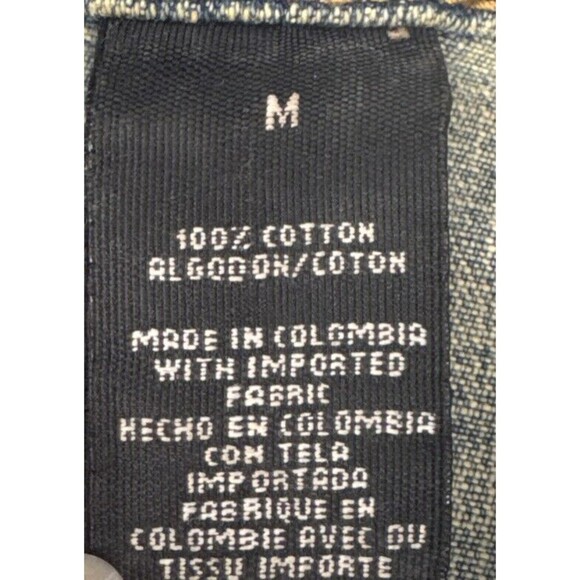 M
100% COTTON
ALGODON/COTON
MADE IN COLOMBIA
WITH IMPORTED
FABRIC
HECHO EN COLOMBIA
CON TELA
IMPORTADA
FABRIQUE EN
COLOMBIE AVEC DU
TISSU IMPORTE